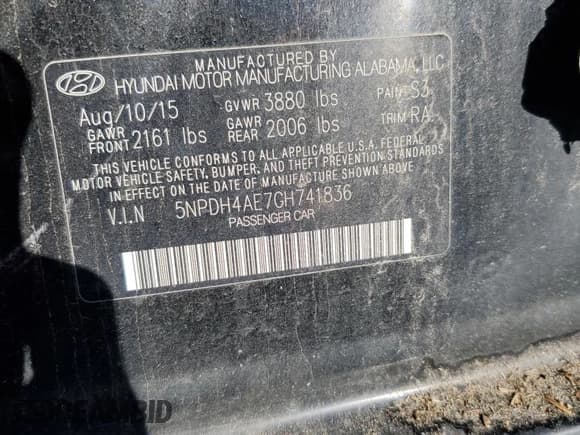 MANUFACTURED BY
HYUNDAI MOTOR MANUFACTURING ALABAMA, LLC
Aug/10/15 GVWR 3880 lbs PAINT S3
GAWR FRONT 2161 lbs GAWR REAR 2006 lbs TRIM RA
THIS VEHICLE CONFORMS TO ALL APPLICABLE U.S.A. FEDERAL
MOTOR VEHICLE SAFETY, BUMPER, AND THEFT PREVENTION STANDARDS
IN EFFECT ON THE DATE OF MANUFACTURE SHOWN ABOVE
V.I.N 5NPDH4AE7GH741836
PASSENGER CAR